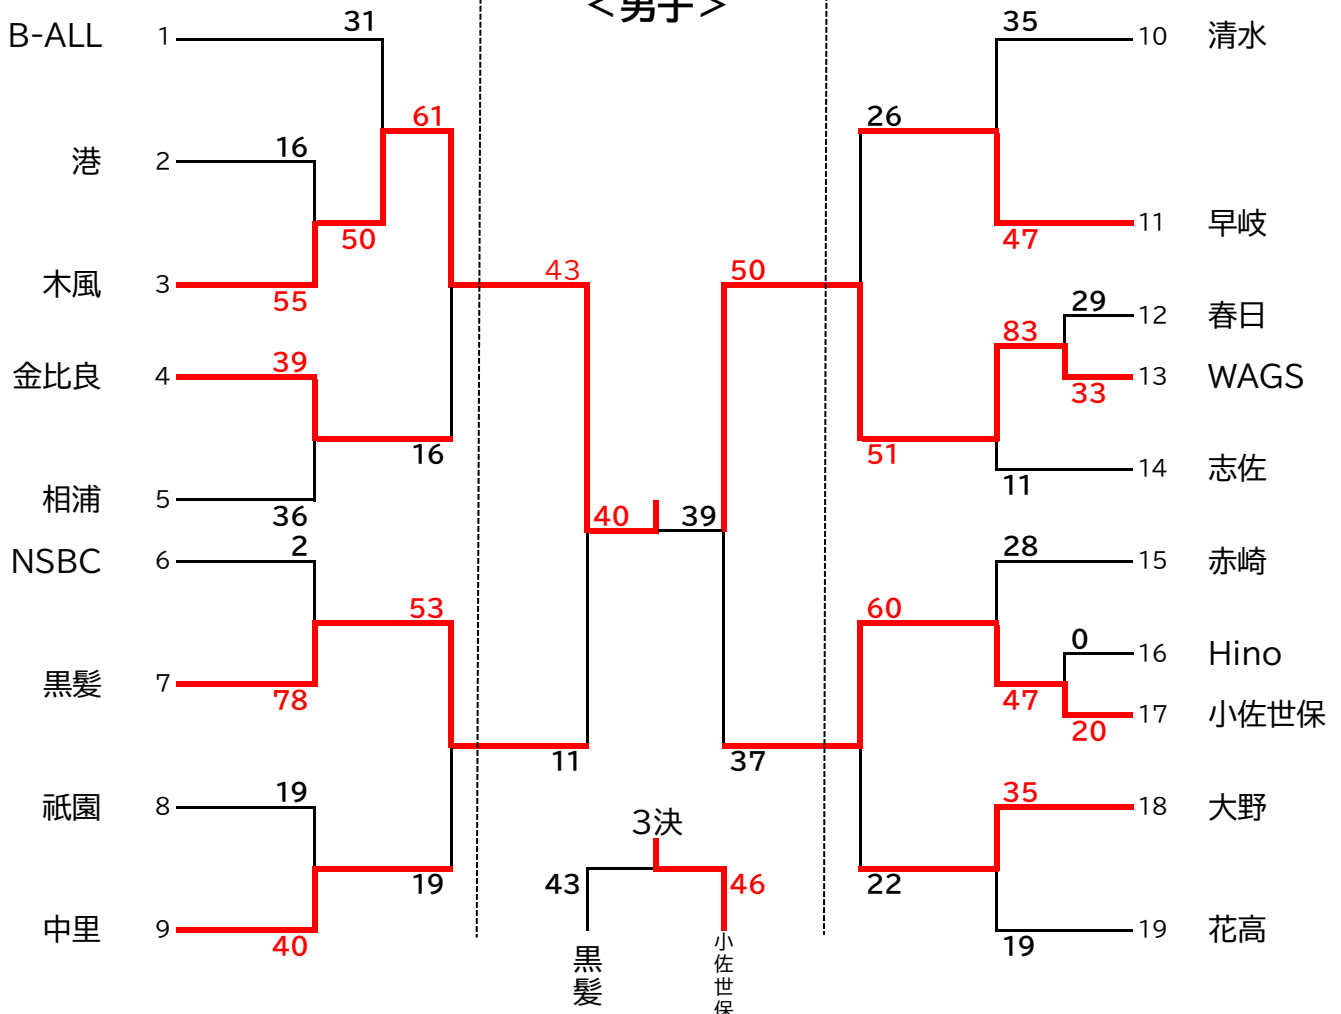 ＜男子＞
31
35
B-ALL 1
10 清水
61
26
16
港 2
11 早岐
50
47
43
50
木風 3
29
12 春日
55
83
39
金比良 4
13 WAGS
33
16
51
14 志佐
11
相浦 5
36
40
39
2
28
NSBC 6
15 赤崎
53
60
0
16 Hino
黒髪 7
78
47
17 小佐世保
20
11
37
19
35
祇園 8
18 大野
3決
19
43
46
22
中里 9
40
19 花高
19
黒髪
小佐世保